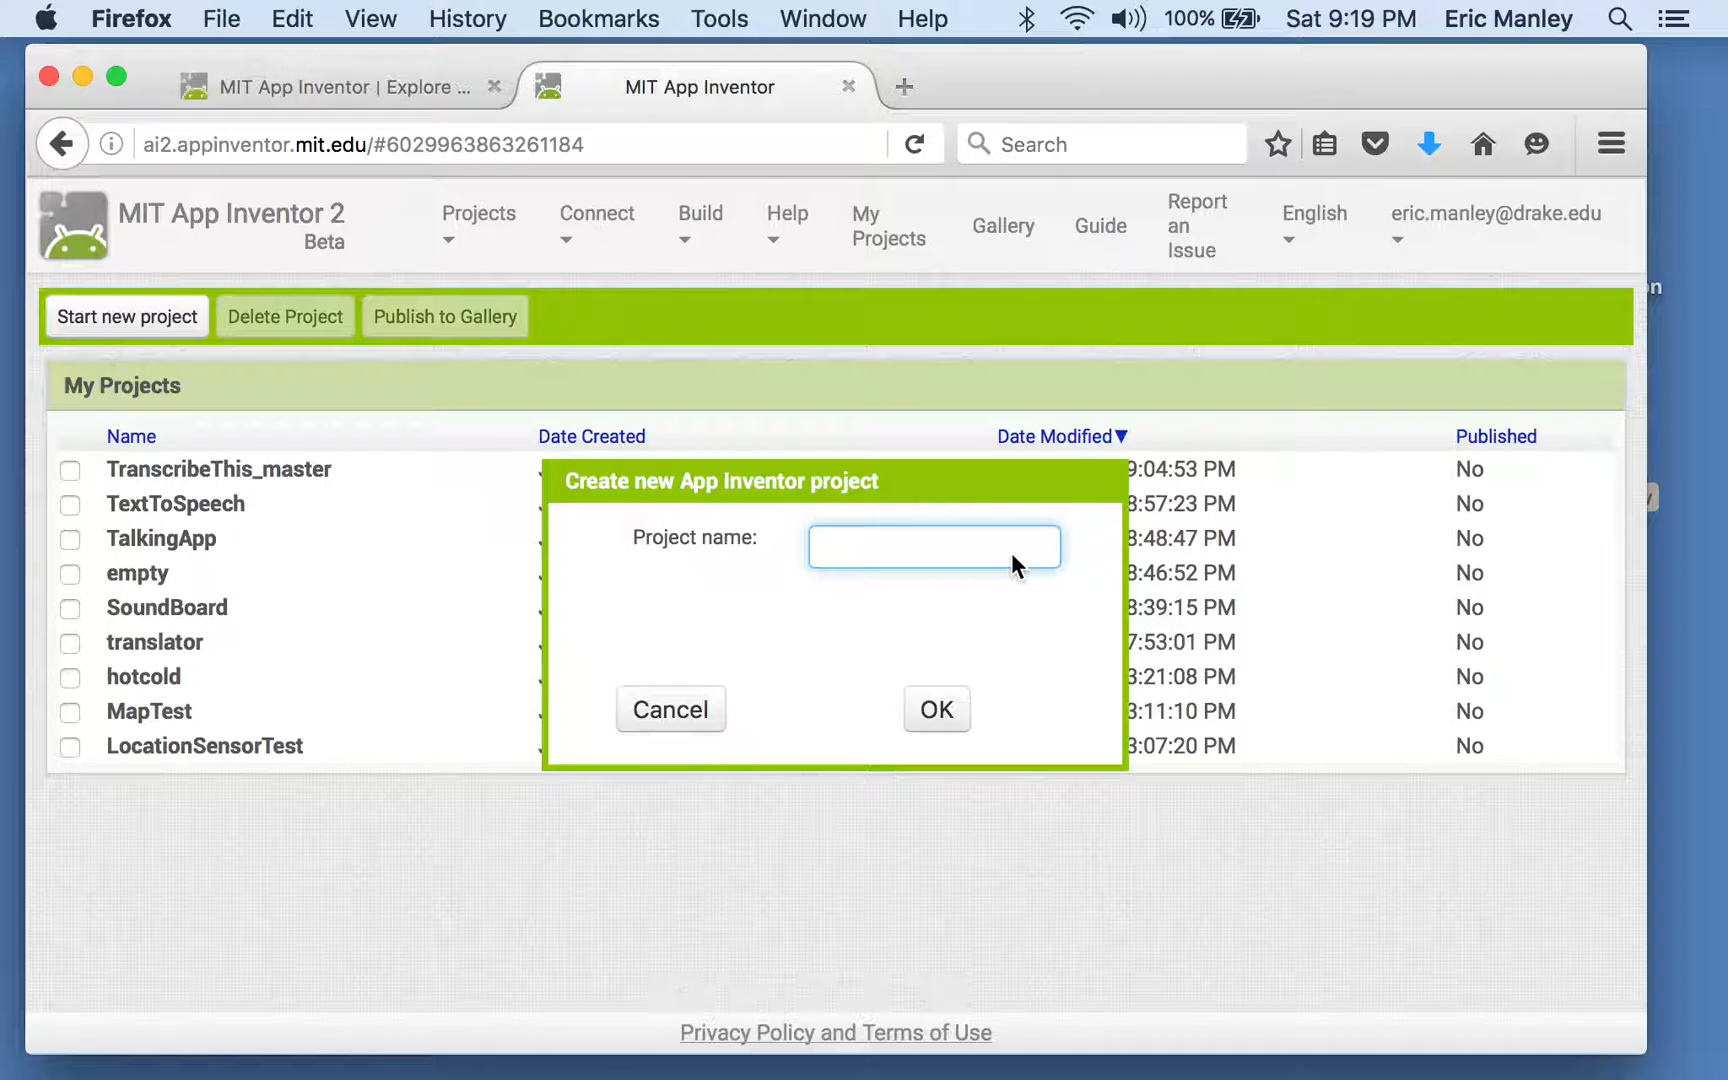 Firefox File Edit View History Bookmarks Tools Window Help 100% Sat 9:19 PM Eric Manley
MIT App Inventor | Explore ... MIT App Inventor
ai2.appinventor.mit.edu/#6029963863261184 Search
MIT App Inventor 2
Beta
Projects Connect Build Help My Projects Gallery Guide Report an Issue English eric.manley@drake.edu
Start new project Delete Project Publish to Gallery
My Projects
Name Date Created Date Modified▼ Published
TranscribeThis_master 9:04:53 PM No
TextToSpeech 8:57:23 PM No
TalkingApp 8:48:47 PM No
empty 8:46:52 PM No
SoundBoard 8:39:15 PM No
translator 7:53:01 PM No
hotcold 3:21:08 PM No
MapTest 3:11:10 PM No
LocationSensorTest 3:07:20 PM No
Create new App Inventor project
Project name:
Cancel OK
Privacy Policy and Terms of Use